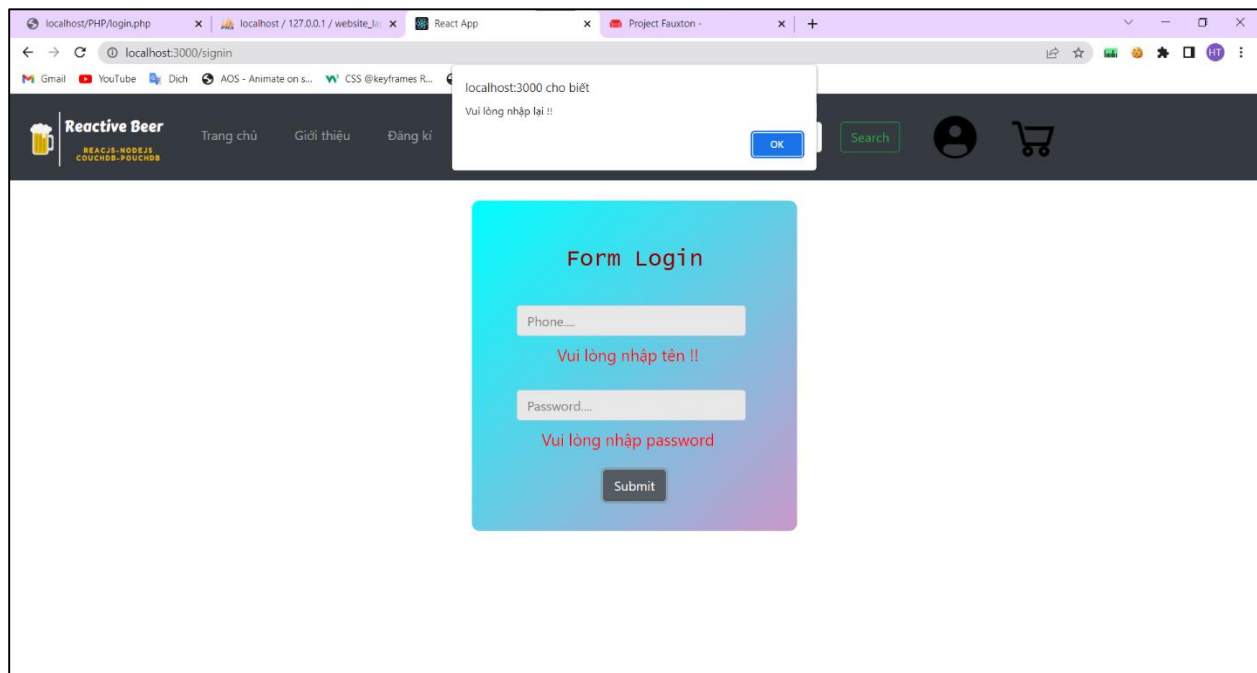 localhost/PHP/login.php
localhost / 127.0.0.1 / website_la
React App
Project Fauxton -
localhost:3000/signin
HT
Gmail
YouTube
Dịch
AOS - Animate on s...
CSS @keyframes R...
localhost:3000 cho biết
Vui lòng nhập lại !!
OK
Reactive Beer
REACJS-NODEJS
COUCHDB-POUCHDB
Trang chủ
Giới thiệu
Đăng kí
Search
Form Login
Phone....
Vui lòng nhập tên !!
Password....
Vui lòng nhập password
Submit